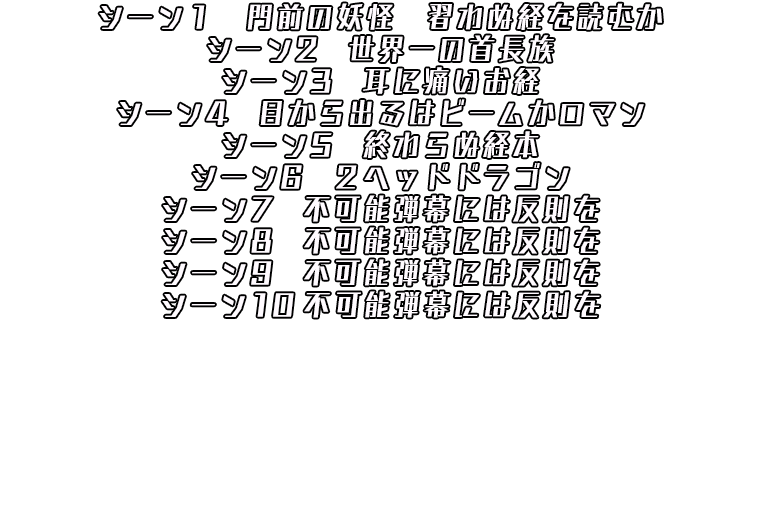 シーン1　門前の妖怪　習わぬ経を読むか
シーン2　世界一の首長族
シーン3　耳に痛いお経
シーン4　目から出るはビームかロマン
シーン5　終わらぬ経本
シーン6　2ヘッドドラゴン
シーン7　不可能弾幕には反則を
シーン8　不可能弾幕には反則を
シーン9　不可能弾幕には反則を
シーン10 不可能弾幕には反則を